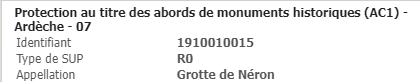 Protection au titre des abords de monuments historiques (AC1) -
Ardèche - 07
Identifiant 1910010015
Type de SUP R0
Appellation Grotte de Néron